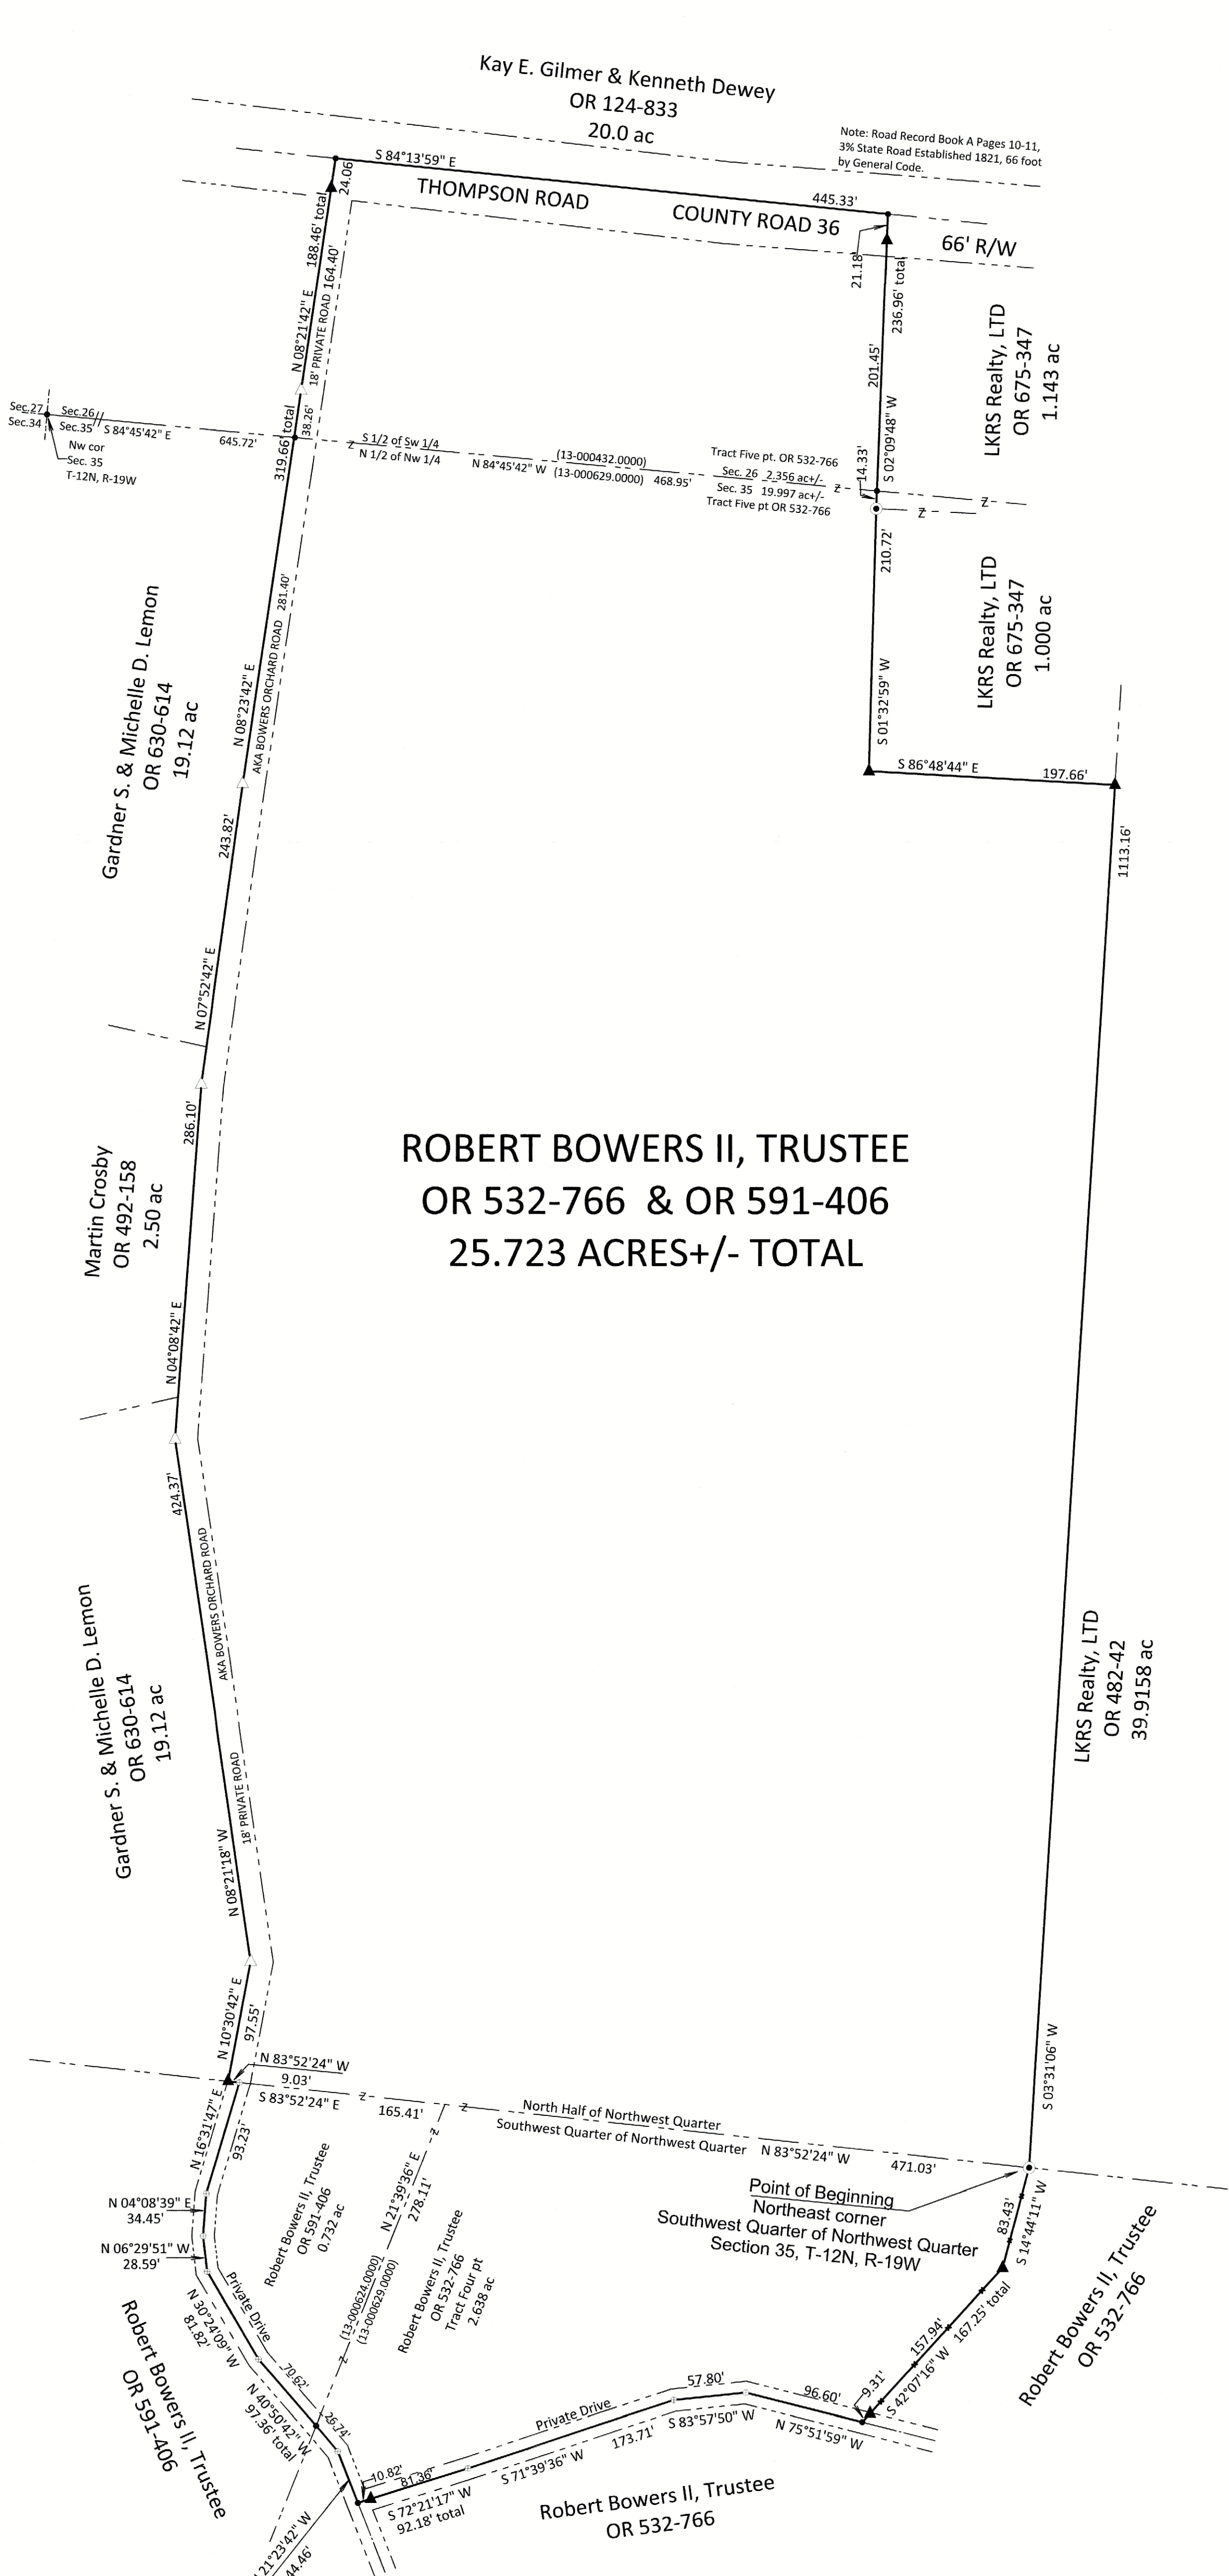 Kay E. Gilmer & Kenneth Dewey
OR 124-833
20.0 ac
Note: Road Record Book A Pages 10-11,
3% State Road Established 1821, 66 foot
by General Code.
S 84°13'59" E
445.33'
THOMPSON ROAD
COUNTY ROAD 36
66' R/W
24.06'
188.46' total
164.40'
N 08°21'42" E
18' PRIVATE ROAD
21.18'
236.96' total
201.45'
S 02°09'48" W
14.33'
LKRS Realty, LTD
OR 675-347
1.143 ac
Sec.27
Sec.26
Sec.34
Sec.35
S 84°45'42" E
645.72'
Nw cor
Sec. 35
T-12N, R-19W
319.66' total
38.26'
Z
S 1/2 of Sw 1/4
N 1/2 of Nw 1/4
N 84°45'42" W
(13-000432.0000)
(13-000629.0000)
468.95'
Tract Five pt. OR 532-766
Sec. 26 2.356 ac+/-
Sec. 35 19.997 ac+/-
Tract Five pt OR 532-766
Z
Z
Z
210.72'
S 01°32'59" W
LKRS Realty, LTD
OR 675-347
1.000 ac
S 86°48'44" E
197.66'
1113.16'
281.40'
AKA BOWERS ORCHARD ROAD
N 08°23'42" E
Gardner S. & Michelle D. Lemon
OR 630-614
19.12 ac
243.82'
N 07°52'42" E
286.10'
Martin Crosby
OR 492-158
2.50 ac
N 04°08'42" E
ROBERT BOWERS II, TRUSTEE
OR 532-766 & OR 591-406
25.723 ACRES+/- TOTAL
424.37'
AKA BOWERS ORCHARD ROAD
18' PRIVATE ROAD
N 08°21'18" W
Gardner S. & Michelle D. Lemon
OR 630-614
19.12 ac
LKRS Realty, LTD
OR 482-42
39.9158 ac
S 03°31'06" W
N 10°30'42" E
97.55'
N 83°52'24" W
9.03'
S 83°52'24" E
165.41'
Z
Z
North Half of Northwest Quarter
Southwest Quarter of Northwest Quarter
N 83°52'24" W
471.03'
Point of Beginning
Northeast corner
Southwest Quarter of Northwest Quarter
Section 35, T-12N, R-19W
N 16°31'47" E
93.23'
N 04°08'39" E
34.45'
N 06°29'51" W
28.59'
Private Drive
N 30°24'09" W
81.82'
70.62'
N 40°50'42" W
97.36' total
26.74'
Robert Bowers II, Trustee
OR 591-406
0.732 ac
Z
N 21°39'36" E
278.11'
(13-000624.0000)
(13-000629.0000)
Z
Robert Bowers II, Trustee
OR 532-766
Tract Four pt
2.638 ac
Robert Bowers II, Trustee
OR 591-406
83.43'
S 14°44'11" W
157.94'
167.25' total
9.31'
S 42°07'16" W
Robert Bowers II, Trustee
OR 532-766
96.60'
N 75°51'59" W
57.80'
S 83°57'50" W
Private Drive
173.71'
S 71°39'36" W
10.82'
81.36'
S 72°21'17" W
92.18' total
Robert Bowers II, Trustee
OR 532-766
21°23'42" W
44.46'